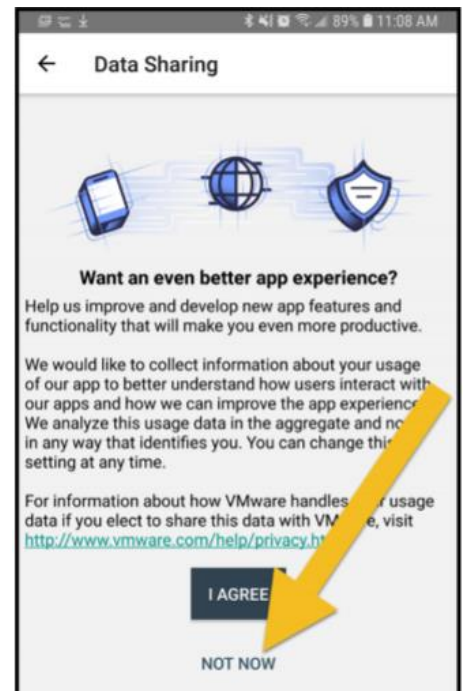 89% 11:08 AM
Data Sharing
Want an even better app experience?
Help us improve and develop new app features and
functionality that will make you even more productive.
We would like to collect information about your usage
of our app to better understand how users interact with
our apps and how we can improve the app experience
We analyze this usage data in the aggregate and no
in any way that identifies you. You can change this
setting at any time.
For information about how VMware handles usage
data if you elect to share this data with VM e, visit
http://www.vmware.com/help/privacy.ht
I AGREE
NOT NOW